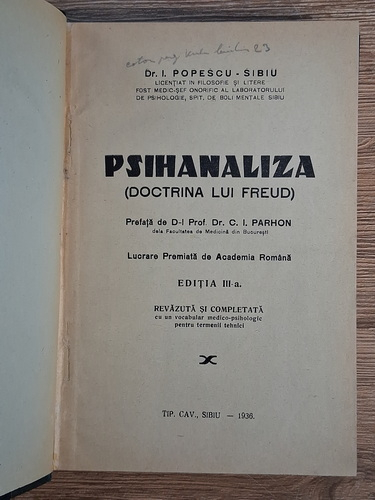 Dr. I. POPESCU - SIBIU
LICENȚIAT IN FILOSOFIE ȘI LITERE
FOST MEDIC-ȘEF ONORIFIC AL LABORATORULUI
DE PSIHOLOGIE, SPIT. DE BOLI MENTALE SIBIU
PSIHANALIZA
(DOCTRINA LUI FREUD)
Prefață de D-l Prof. Dr. C. I. PARHON
dela Facultatea de Medicină din București
Lucrare Premiată de Academia Română
EDIȚIA III-a.
REVĂZUTĂ ȘI COMPLETATĂ
cu un vocabular medico-psihologic
pentru termenii tehnici
TIP. CAV., SIBIU — 1936.